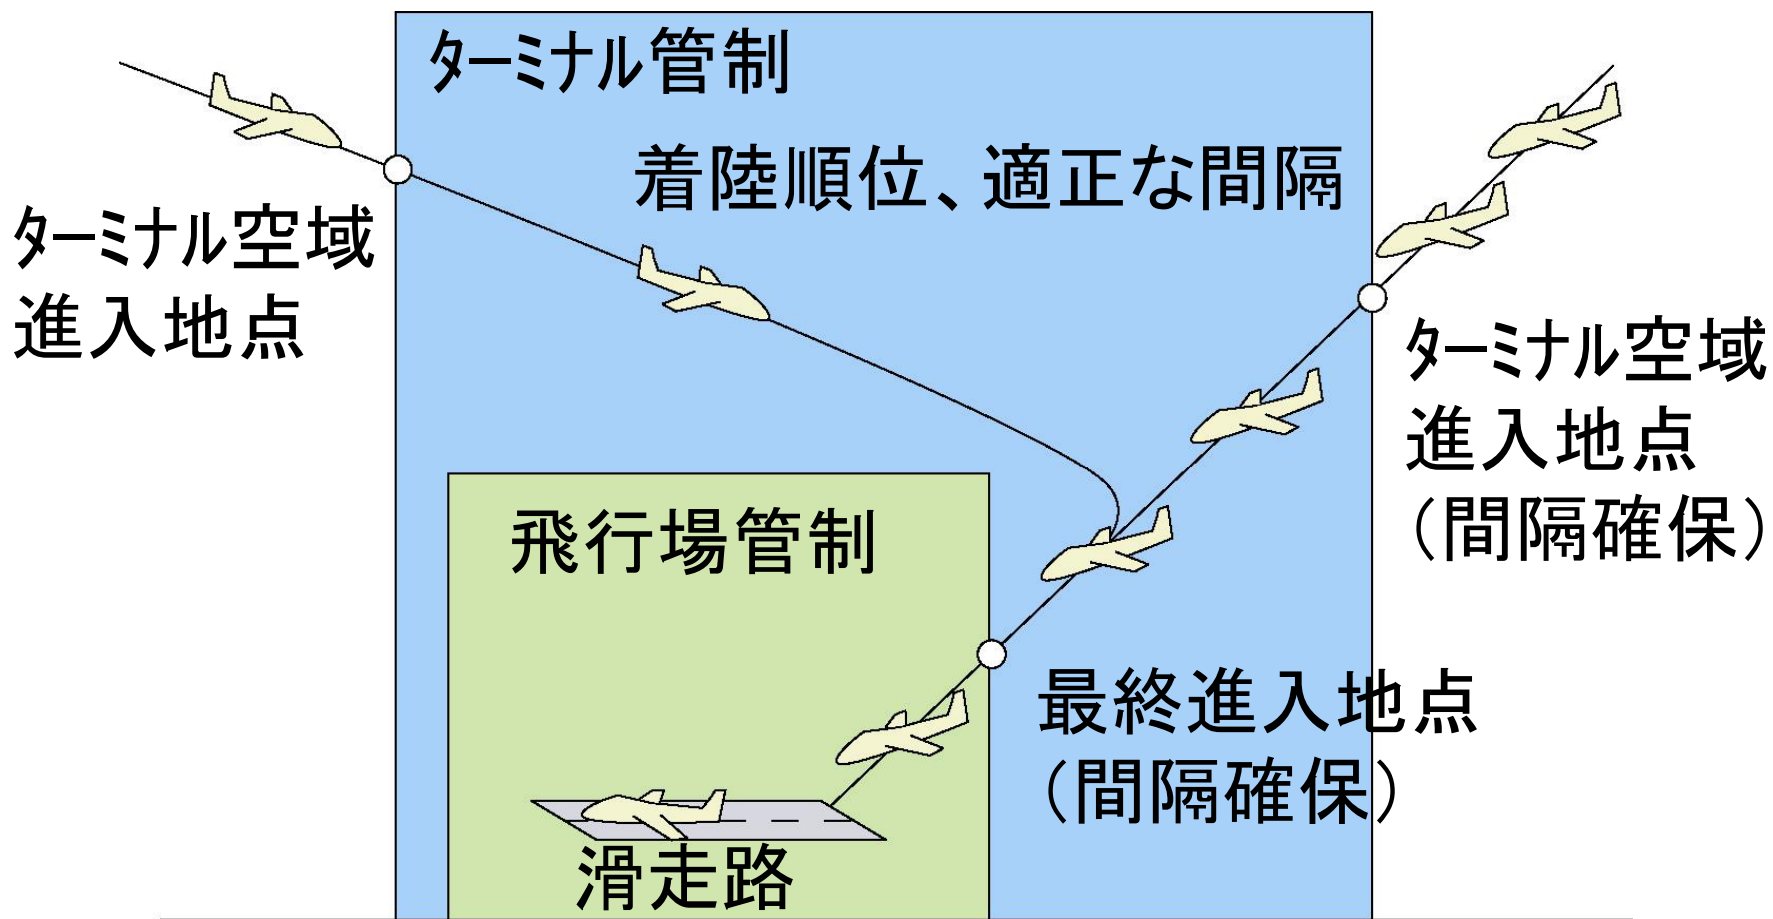 ﾀｰﾐﾅﾙ管制
着陸順位、適正な間隔
ﾀｰﾐﾅﾙ空域
進入地点
ﾀｰﾐﾅﾙ空域
進入地点
（間隔確保）
飛行場管制
最終進入地点
（間隔確保）
滑走路